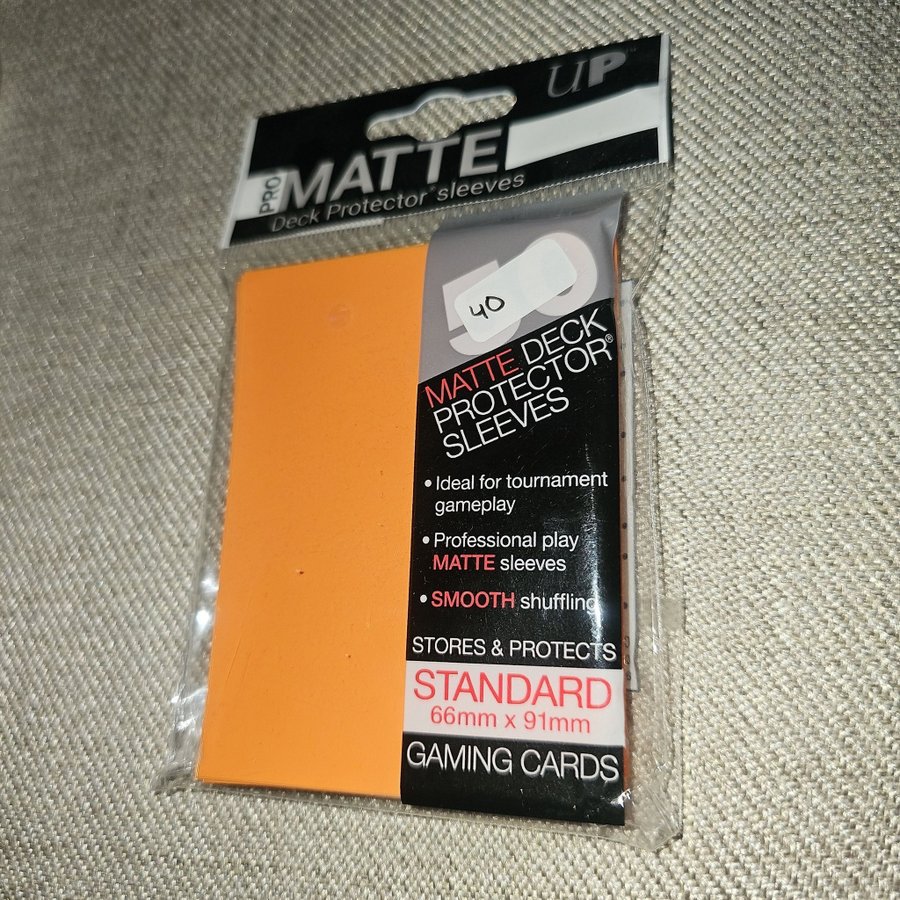 UP
PRO
MATTE
Deck Protector® sleeves
50
40
MATTE DECK
PROTECTOR®
SLEEVES
• Ideal for tournament
gameplay
• Professional play
MATTE sleeves
• SMOOTH shuffling
STORES & PROTECTS
STANDARD
66mm x 91mm
GAMING CARDS